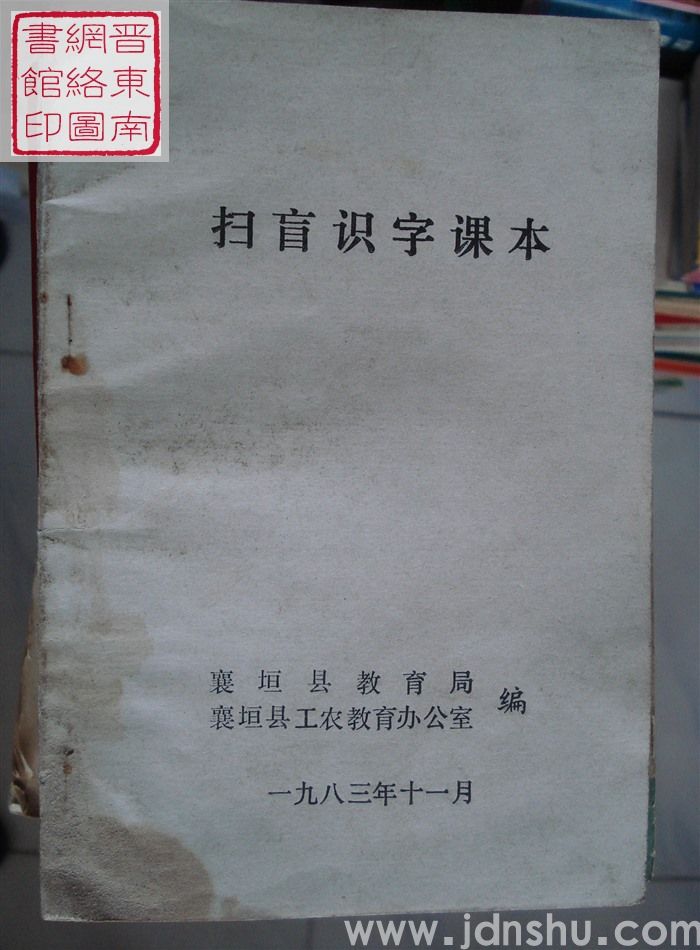 晋東南
網絡圖
書館印
扫盲识字课本
襄垣县教育局
襄垣县工农教育办公室
编
一九八三年十一月
www.jdnshu.com